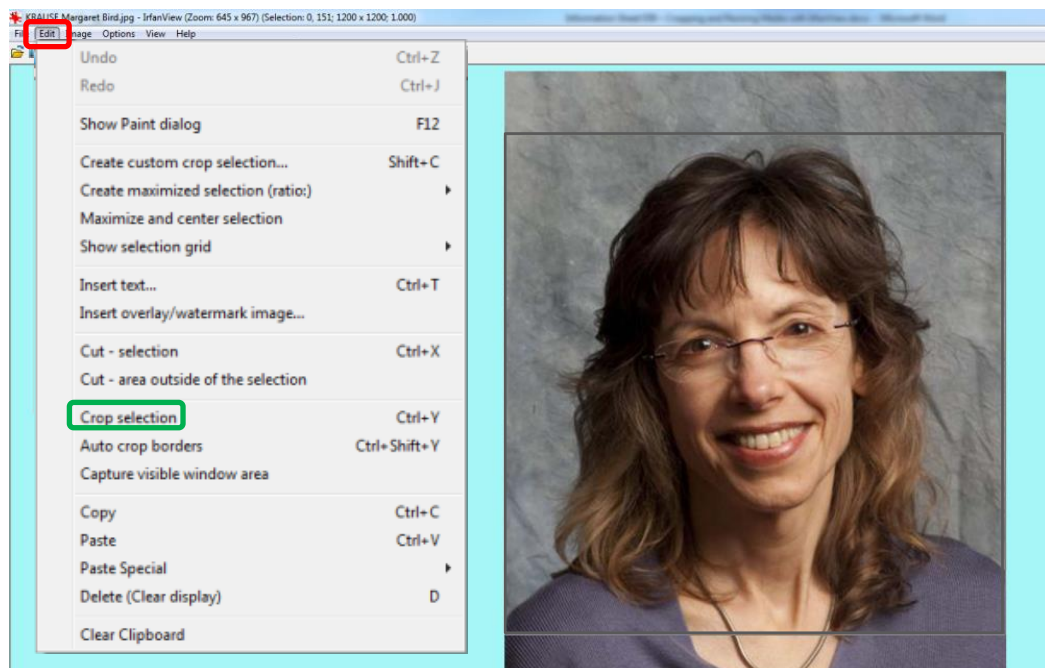 KRAUSE Margaret Bird.jpg - IrfanView (Zoom: 645 x 967) (Selection: 0, 151; 1200 x 1200; 1.000)
Edit Image Options View Help
Undo Ctrl+Z
Redo Ctrl+J
Show Paint dialog F12
Create custom crop selection... Shift+C
Create maximized selection (ratio:)
Maximize and center selection
Show selection grid
Insert text... Ctrl+T
Insert overlay/watermark image...
Cut - selection Ctrl+X
Cut - area outside of the selection
Crop selection Ctrl+Y
Auto crop borders Ctrl+Shift+Y
Capture visible window area
Copy Ctrl+C
Paste Ctrl+V
Paste Special
Delete (Clear display) D
Clear Clipboard